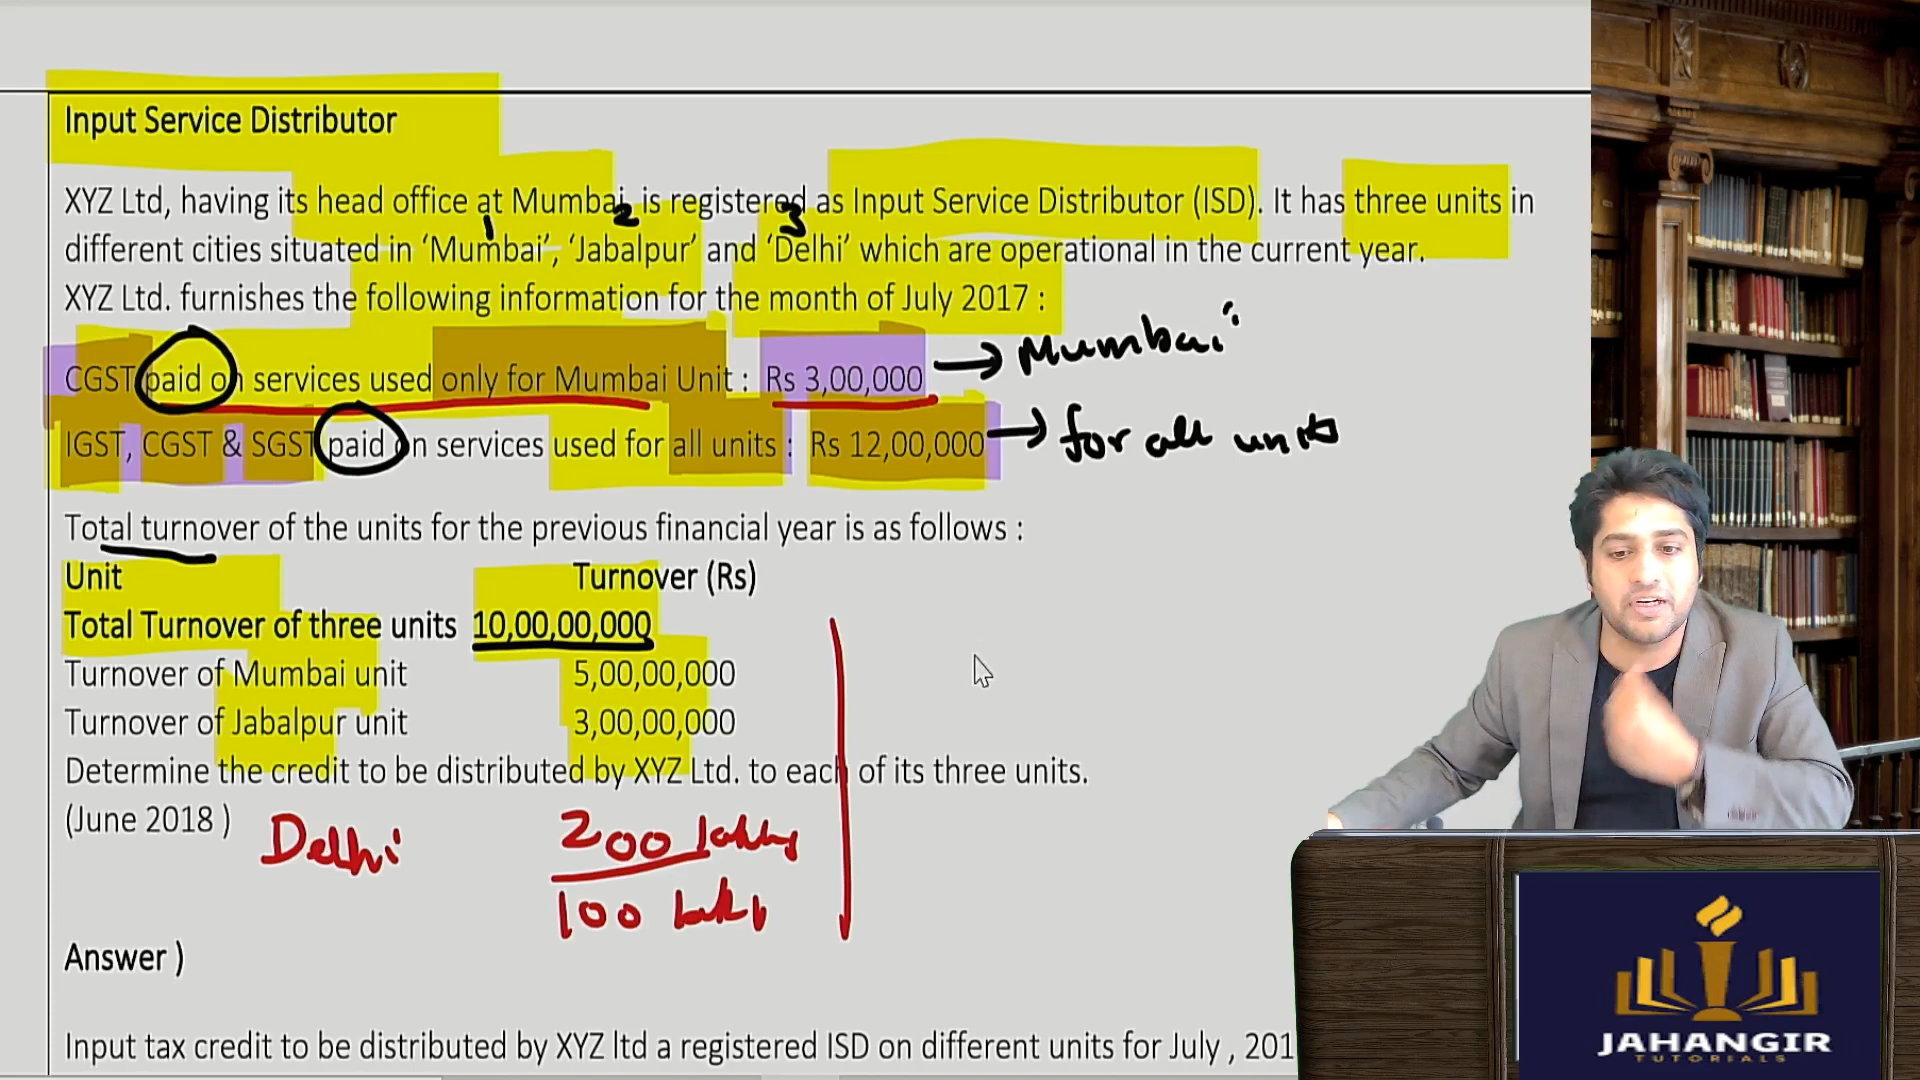 Input Service Distributor
XYZ Ltd, having its head office at Mumbai, is registered as Input Service Distributor (ISD). It has three units in
1 2 3
different cities situated in ‘Mumbai’, ‘Jabalpur’ and ‘Delhi’ which are operational in the current year.
XYZ Ltd. furnishes the following information for the month of July 2017 :
CGST paid on services used only for Mumbai Unit : Rs 3,00,000 → Mumbai
IGST, CGST & SGST paid on services used for all units : Rs 12,00,000 → for all units
Total turnover of the units for the previous financial year is as follows :
Unit Turnover (Rs)
Total Turnover of three units 10,00,00,000
Turnover of Mumbai unit 5,00,00,000
Turnover of Jabalpur unit 3,00,00,000
Determine the credit to be distributed by XYZ Ltd. to each of its three units.
(June 2018 )
Delhi 200 lakhs
100 lakh
Answer )
Input tax credit to be distributed by XYZ ltd a registered ISD on different units for July , 201
JAHANGIR
TUTORIALS